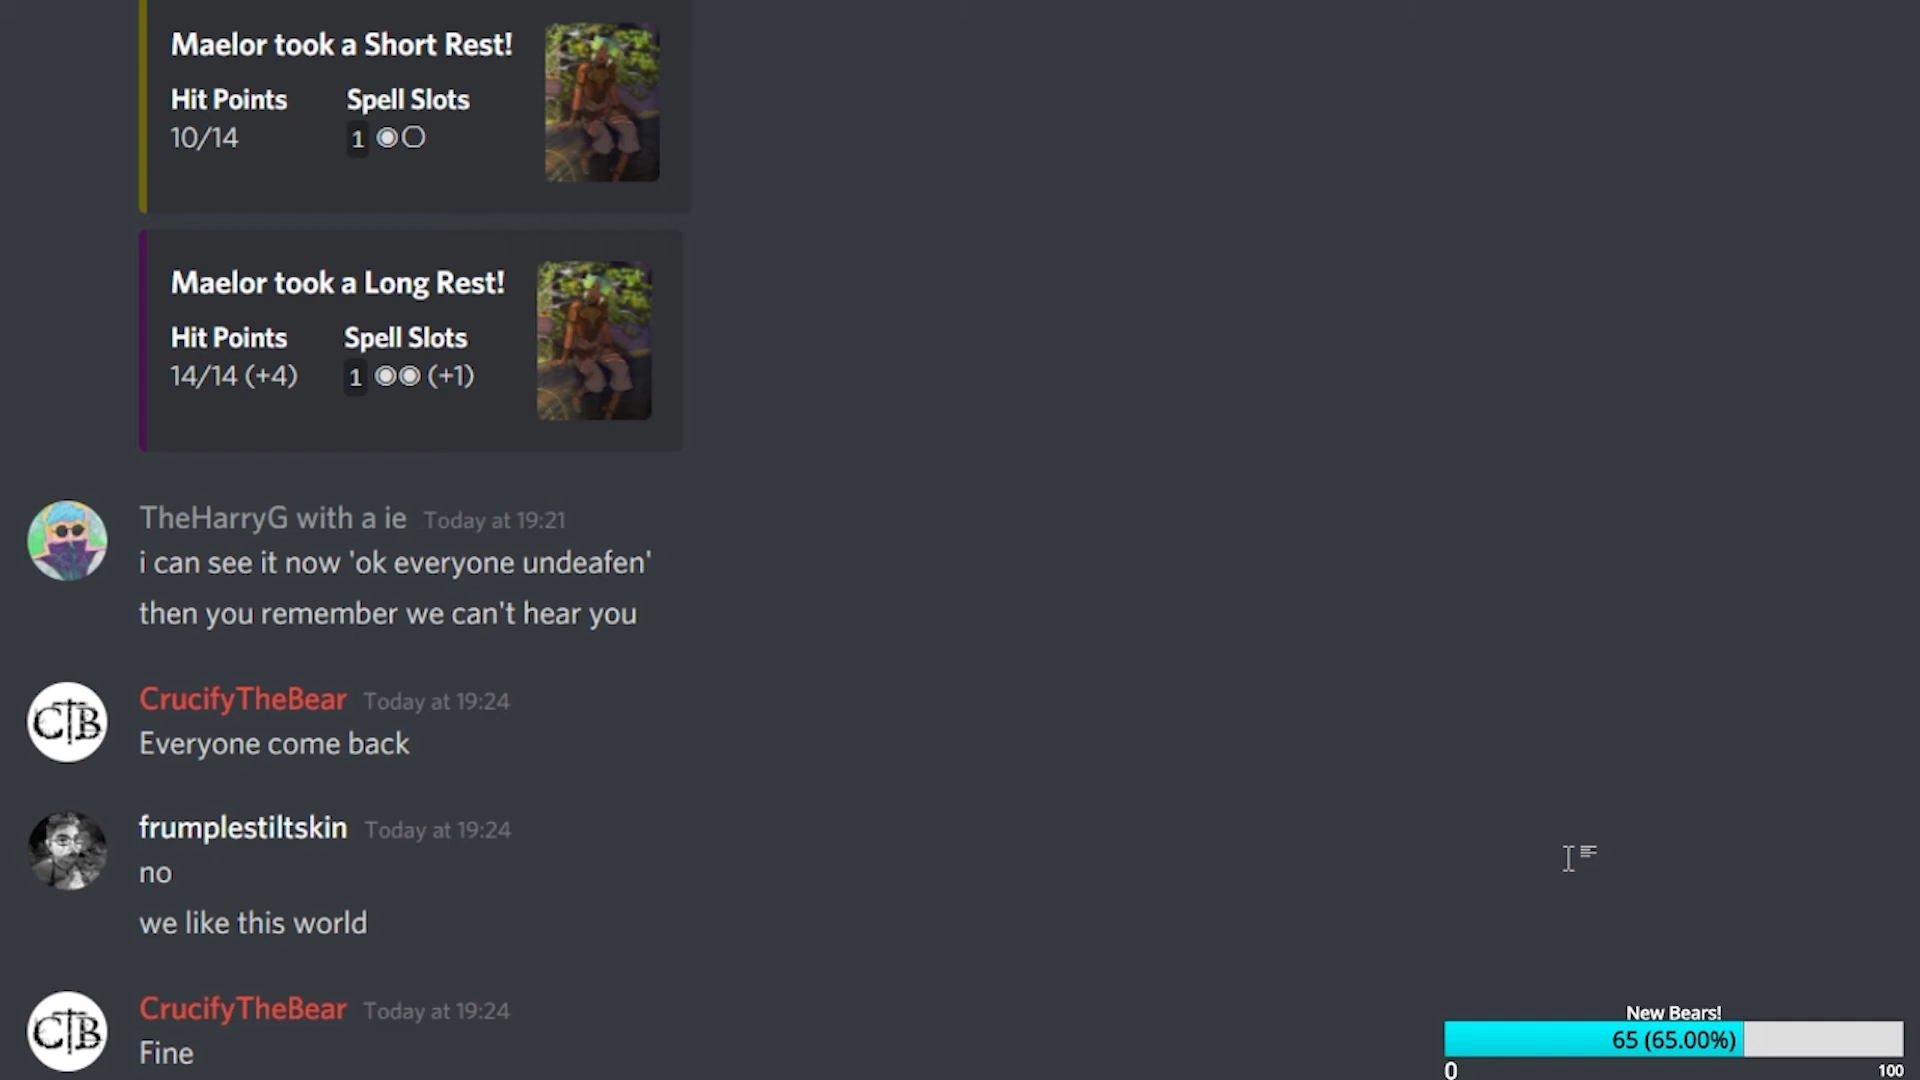 Maelor took a Short Rest!
Hit Points Spell Slots
10/14 1 ◉○
Maelor took a Long Rest!
Hit Points Spell Slots
14/14 (+4) 1 ◉◉ (+1)
TheHarryG with a ie Today at 19:21
i can see it now 'ok everyone undeafen'
then you remember we can't hear you
CTB CrucifyTheBear Today at 19:24
Everyone come back
frumplestiltskin Today at 19:24
no
we like this world
CTB CrucifyTheBear Today at 19:24
Fine
New Bears!
65 (65.00%)
0 100